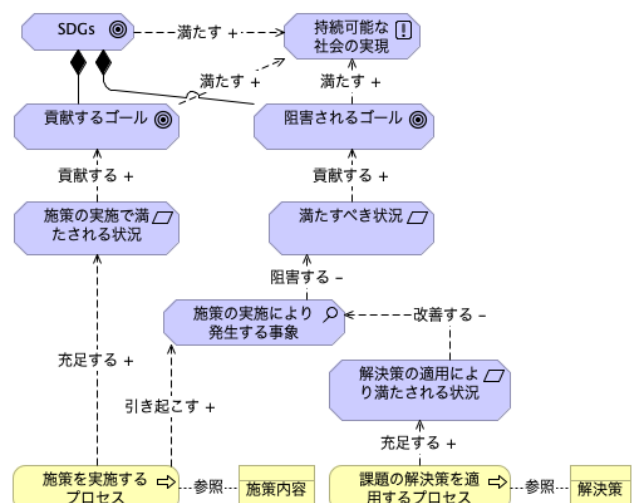 SDGs
満たす +
持続可能な
社会の実現
満たす +
満たす +
貢献するゴール
阻害されるゴール
貢献する +
貢献する +
施策の実施で満
たされる状況
満たすべき状況
阻害する −
施策の実施により
発生する事象
改善する −
充足する +
解決策の適用によ
り満たされる状況
引き起こす +
充足する +
施策を実施する
プロセス
参照
施策内容
課題の解決策を適
用するプロセス
参照
解決策